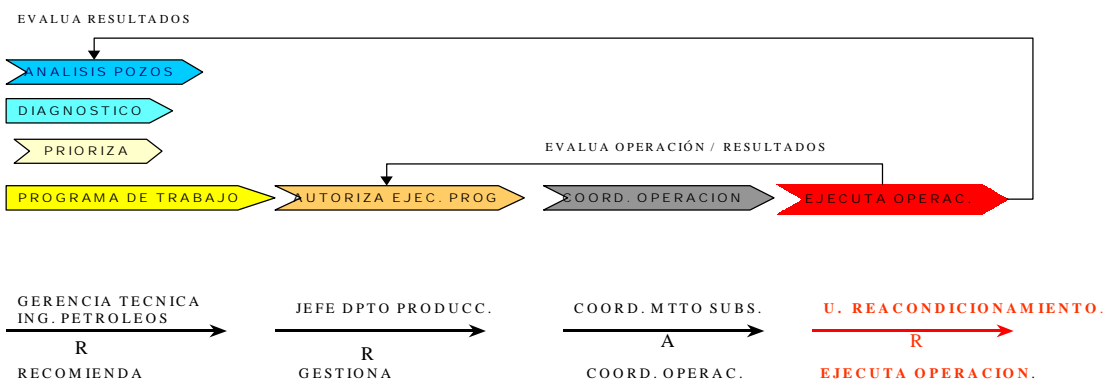 EVALUA RESULTADOS
ANALISIS POZOS
DIAGNOSTICO
PRIORIZA
EVALUA OPERACIÓN / RESULTADOS
PROGRAMA DE TRABAJO AUTORIZA EJEC. PROG COORD. OPERACION EJECUTA OPERAC.
GERENCIA TECNICA
ING. PETROLEOS
JEFE DPTO PRODUCC. COORD. MTTO SUBS. U. REACONDICIONAMIENTO.
R R A R
RECOMIENDA GESTIONA COORD. OPERAC. EJECUTA OPERACION.